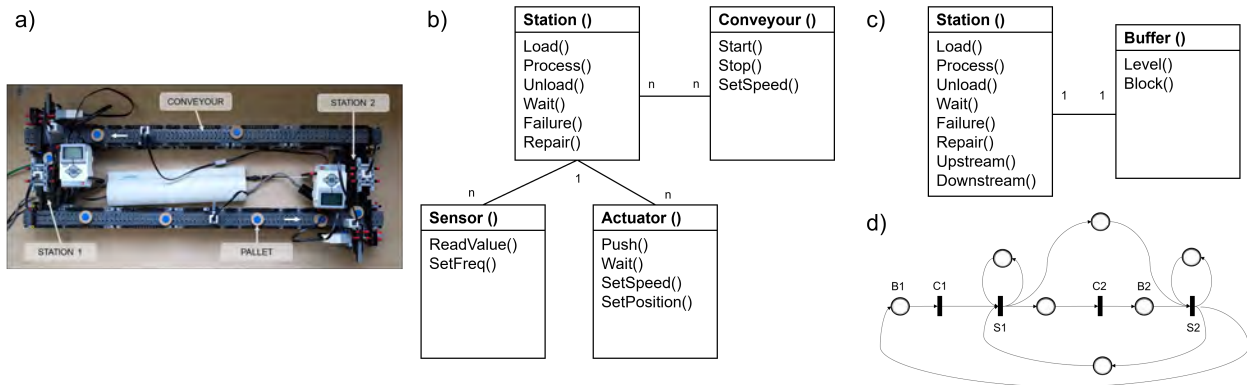 a)
CONVEYOUR
STATION 2
STATION 1
PALLET
b)
Station ()
Load()
Process()
Unload()
Wait()
Failure()
Repair()
n
n
Conveyour ()
Start()
Stop()
SetSpeed()
n
1
n
Sensor ()
ReadValue()
SetFreq()
Actuator ()
Push()
Wait()
SetSpeed()
SetPosition()
c)
Station ()
Load()
Process()
Unload()
Wait()
Failure()
Repair()
Upstream()
Downstream()
1
1
Buffer ()
Level()
Block()
d)
B1
C1
S1
C2
B2
S2